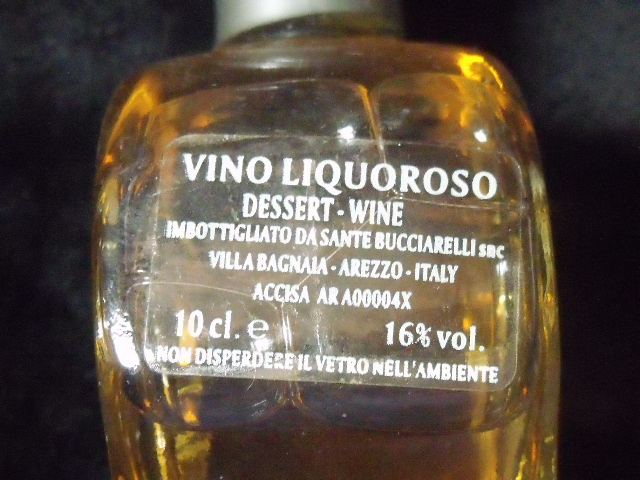 VINO LIQUOROSO
DESSERT - WINE
IMBOTTIGLIATO DA SANTE BUCCIARELLI snc
VILLA BAGNAIA - AREZZO - ITALY
ACCISA AR A00004X
10 cl. e 16% vol.
NON DISPERDERE IL VETRO NELL'AMBIENTE